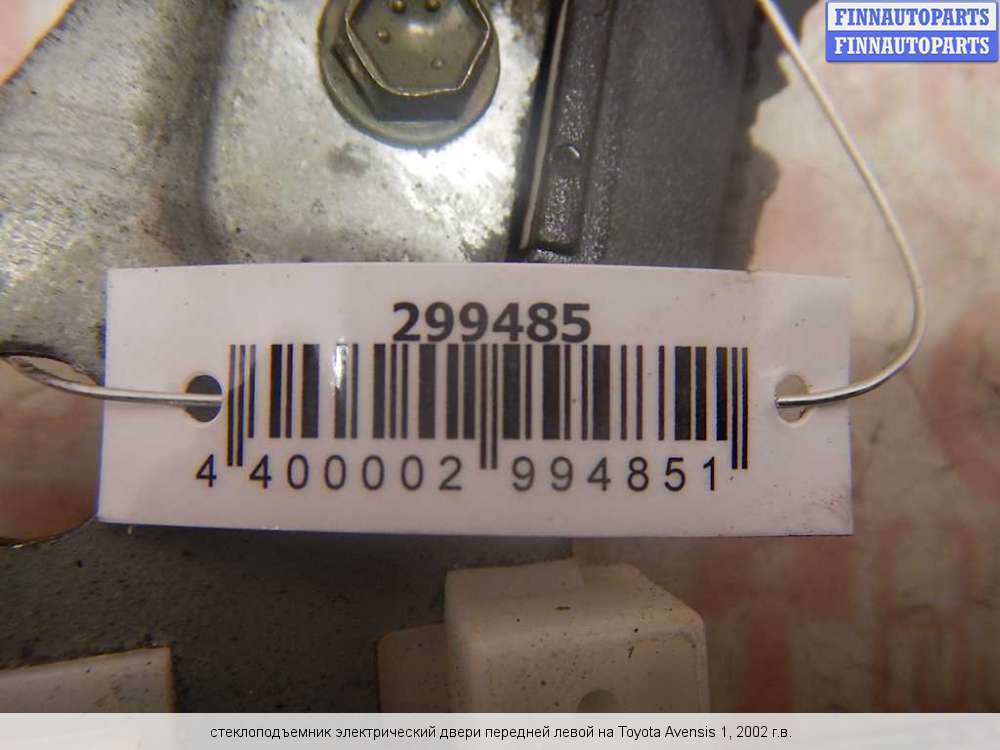 FINNAUTOPARTS
FINNAUTOPARTS
299485
4 400002 994851
стеклоподъемник электрический двери передней левой на Toyota Avensis 1, 2002 г.в.